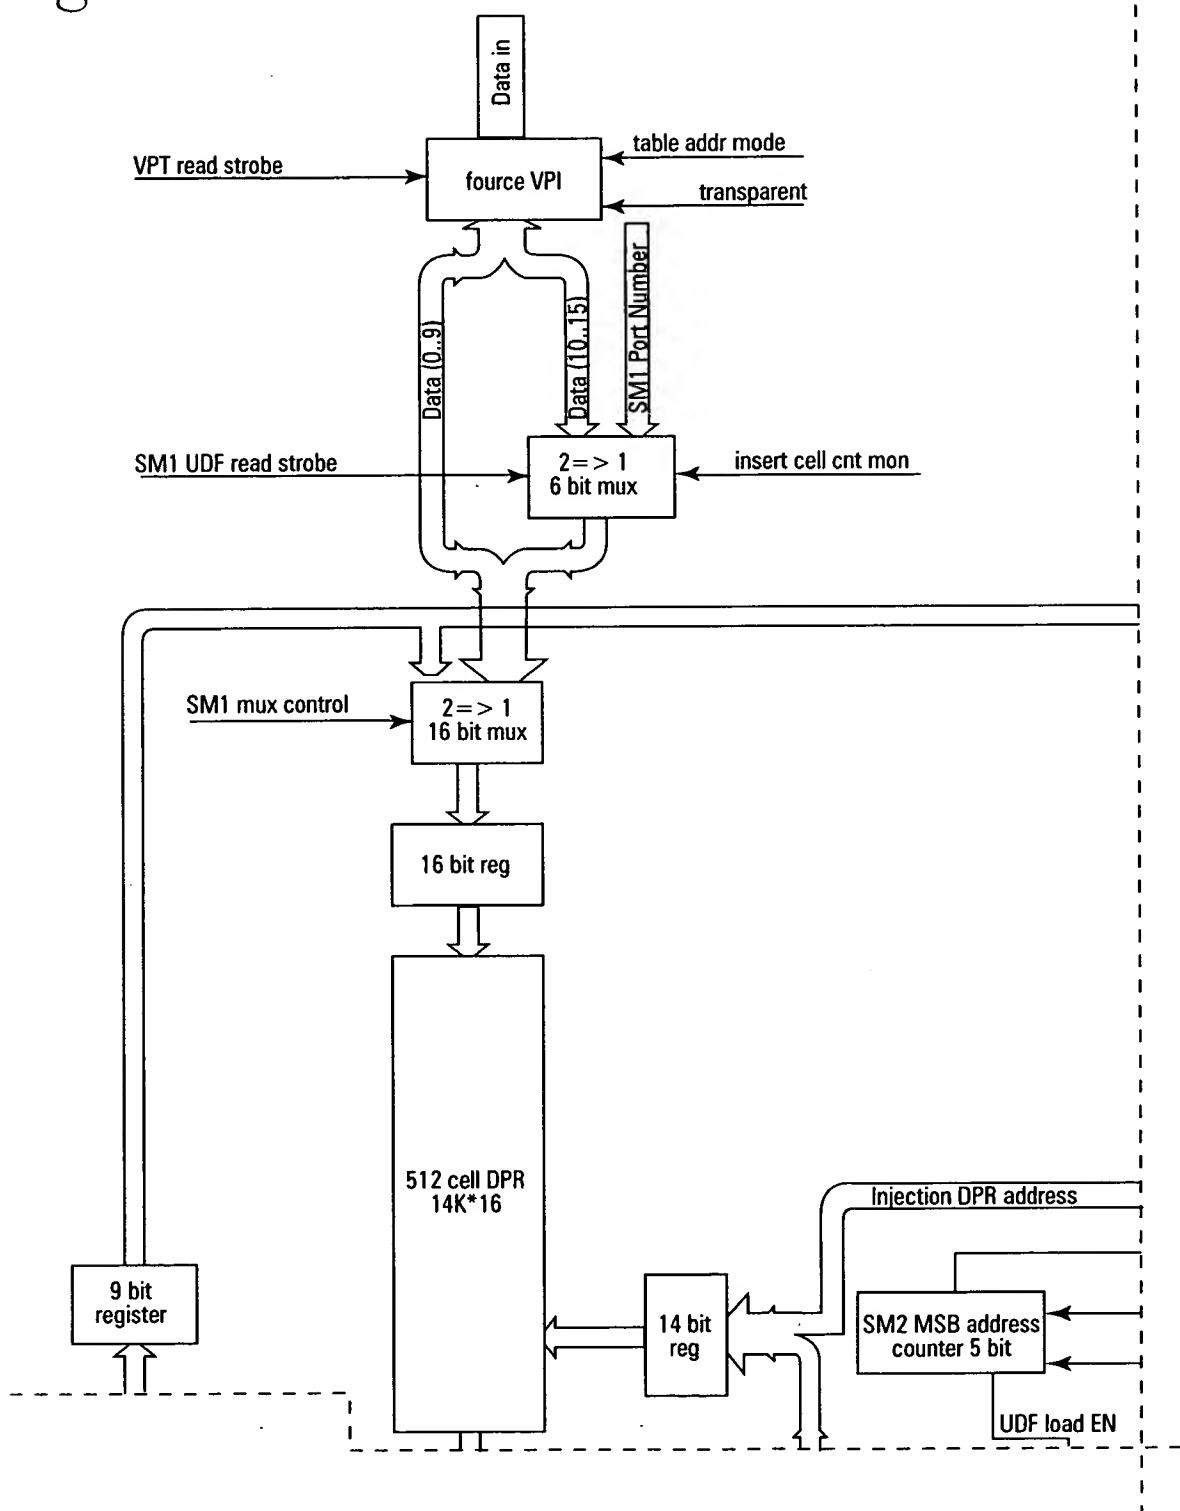 Data in
table addr mode
VPT read strobe
fource VPI
transparent
SM1 Port Number
Data (0..9)
Data (10..15)
SM1 UDF read strobe
2=> 1
6 bit mux
insert cell cnt mon
SM1 mux control
2=> 1
16 bit mux
16 bit reg
512 cell DPR
14K*16
Injection DPR address
9 bit
register
14 bit
reg
SM2 MSB address
counter 5 bit
UDF load EN